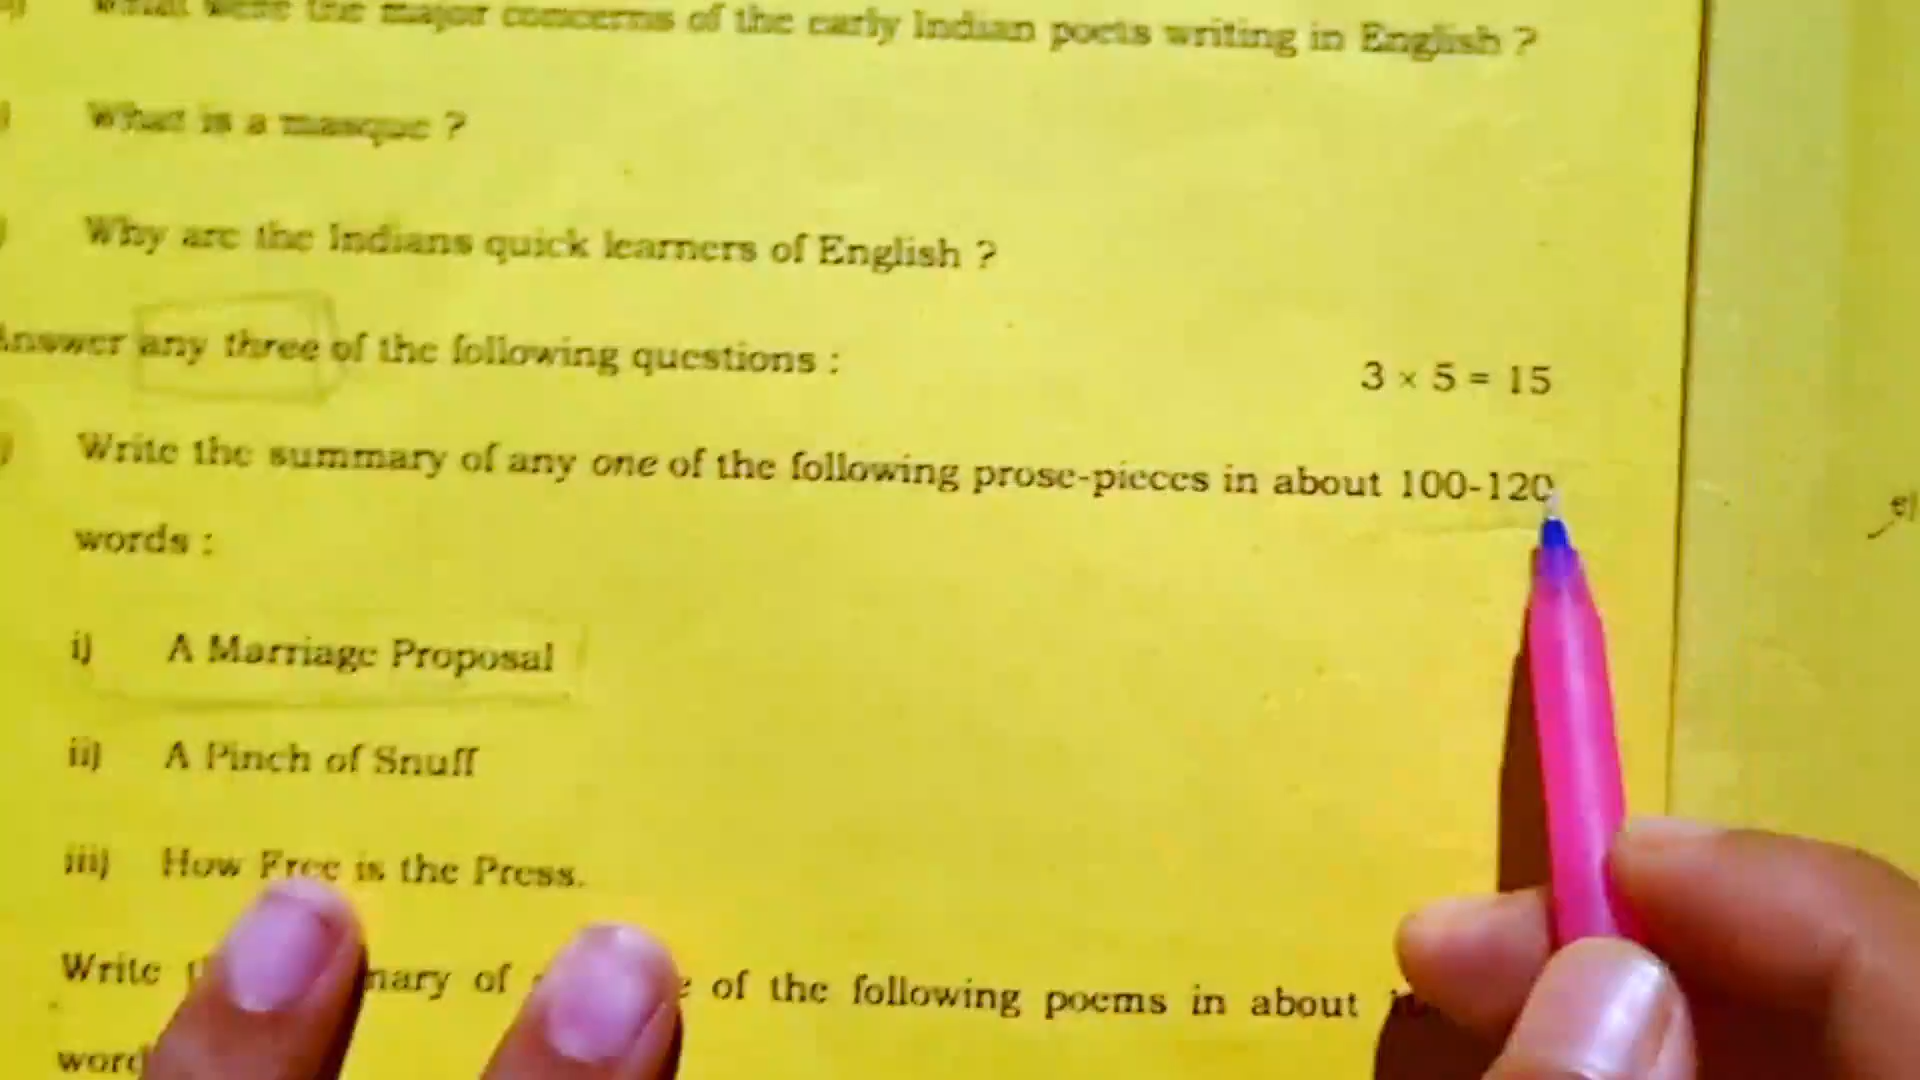 What were the major concerns of the early Indian poets writing in English ?
What is a masque ?
Why are the Indians quick learners of English ?
Answer any three of the following questions :
3 × 5 = 15
Write the summary of any one of the following prose-pieces in about 100-120
words :
i) A Marriage Proposal
ii) A Pinch of Snuff
iii) How Free is the Press.
Write of of the following poems in about